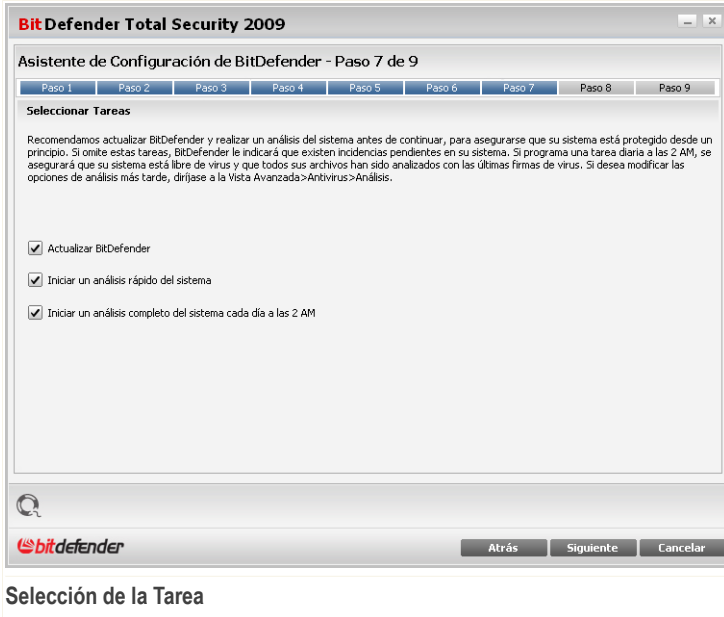 BitDefender Total Security 2009
Asistente de Configuración de BitDefender - Paso 7 de 9
Paso 1 Paso 2 Paso 3 Paso 4 Paso 5 Paso 6 Paso 7 Paso 8 Paso 9
Seleccionar Tareas
Recomendamos actualizar BitDefender y realizar un análisis del sistema antes de continuar, para asegurarse que su sistema está protegido desde un
principio. Si omite estas tareas, BitDefender le indicará que existen incidencias pendientes en su sistema. Si programa una tarea diaria a las 2 AM, se
asegurará que su sistema está libre de virus y que todos sus archivos han sido analizados con las últimas firmas de virus. Si desea modificar las
opciones de análisis más tarde, diríjase a la Vista Avanzada>Antivirus>Análisis.
Actualizar BitDefender
Iniciar un análisis rápido del sistema
Iniciar un análisis completo del sistema cada día a las 2 AM
bitdefender
Atrás Siguiente Cancelar
Selección de la Tarea